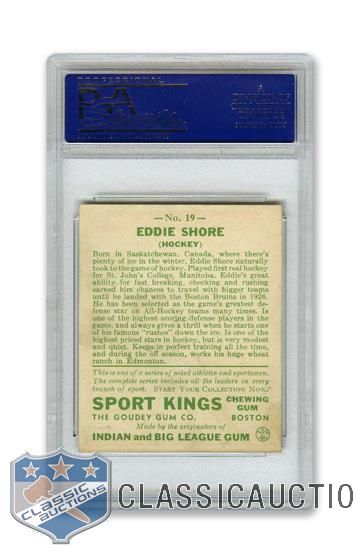 PROFESSIONAL
PSA
A
DIVISION OF
No. 19
EDDIE SHORE
(HOCKEY)
Born in Saskatchewan, Canada, where there's
plenty of ice in the winter, Eddie Shore naturally
took to the game of hockey. Played first real hockey
for St. John's College, Manitoba. Eddie's great
ability, for fast breaking, checking and rushing
earned him chances to travel with bigger teams
until he landed with the Boston Bruins in 1926.
He has been selected as the game's greatest de-
fense star on All-Hockey teams many times. Is
one of the highest scoring defense players in the
game, and always gives a thrill when he starts one
of his famous "rushes" down the ice. Is one of the
highest priced stars in hockey, but is very modest
and quiet. Keeps in perfect training all the time, and
during the off season, works his huge wheat ranch
in Edmonton.
This is one of a series of noted athletes and sportsmen.
The complete series includes all the leaders in every
branch of sport. START YOUR COLLECTION NOW.
SPORT KINGS CHEWING GUM
THE GOUDEY GUM CO. BOSTON
Made by the originators of
INDIAN and BIG LEAGUE GUM
CLASSIC
AUCTIONS
CLASSICAUCTIO